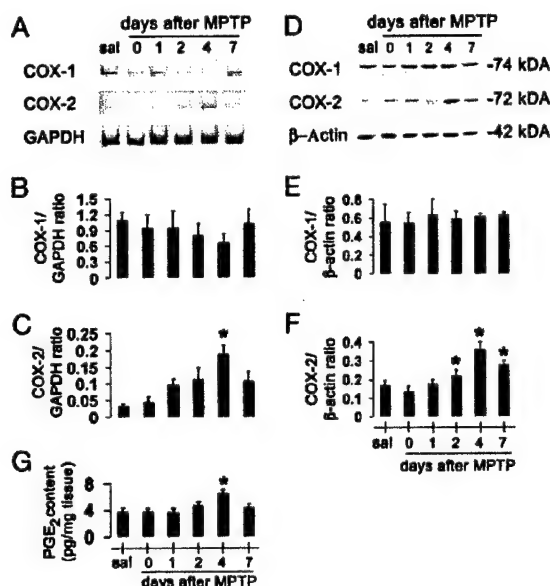 A
days after MPTP
sal 0 1 2 4 7
COX-1
COX-2
GAPDH
B
COX-1/
GAPDH ratio
1.5
1.2
0.9
0.6
0.3
0
C
COX-2/
GAPDH ratio
0.25
0.2
0.15
0.1
0.05
0
*
G
PGE2 content
(pg/mg tissue)
8
4
0
*
sal 0 1 2 4 7
days after MPTP
D
days after MPTP
sal 0 1 2 4 7
COX-1
-74 kDA
COX-2
-72 kDA
β-Actin
-42 kDA
E
COX-1/
β-actin ratio
0.8
0.6
0.4
0.2
0
F
COX-2/
β-actin ratio
0.4
0.3
0.2
0.1
0
* * *
sal 0 1 2 4 7
days after MPTP